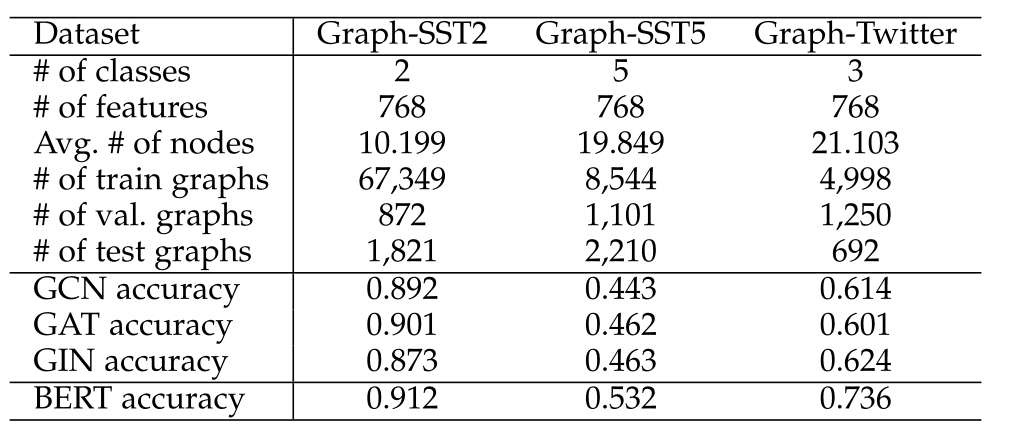 Dataset Graph-SST2 Graph-SST5 Graph-Twitter
# of classes 2 5 3
# of features 768 768 768
Avg. # of nodes 10.199 19.849 21.103
# of train graphs 67,349 8,544 4,998
# of val. graphs 872 1,101 1,250
# of test graphs 1,821 2,210 692
GCN accuracy 0.892 0.443 0.614
GAT accuracy 0.901 0.462 0.601
GIN accuracy 0.873 0.463 0.624
BERT accuracy 0.912 0.532 0.736